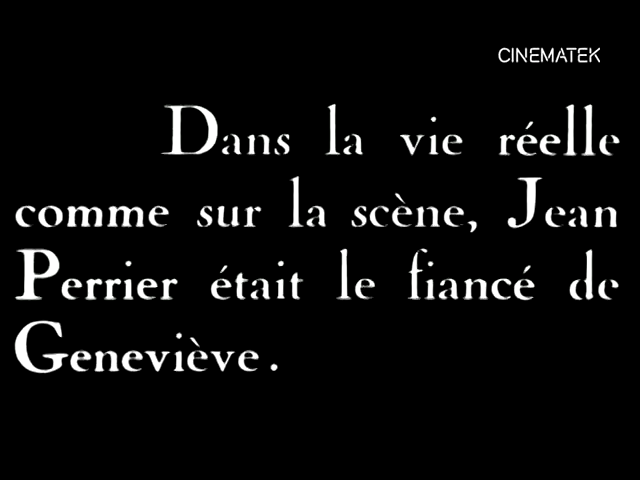 CINEMATEK
Dans la vie réelle
comme sur la scène, Jean
Perrier était le fiancé de
Geneviève.